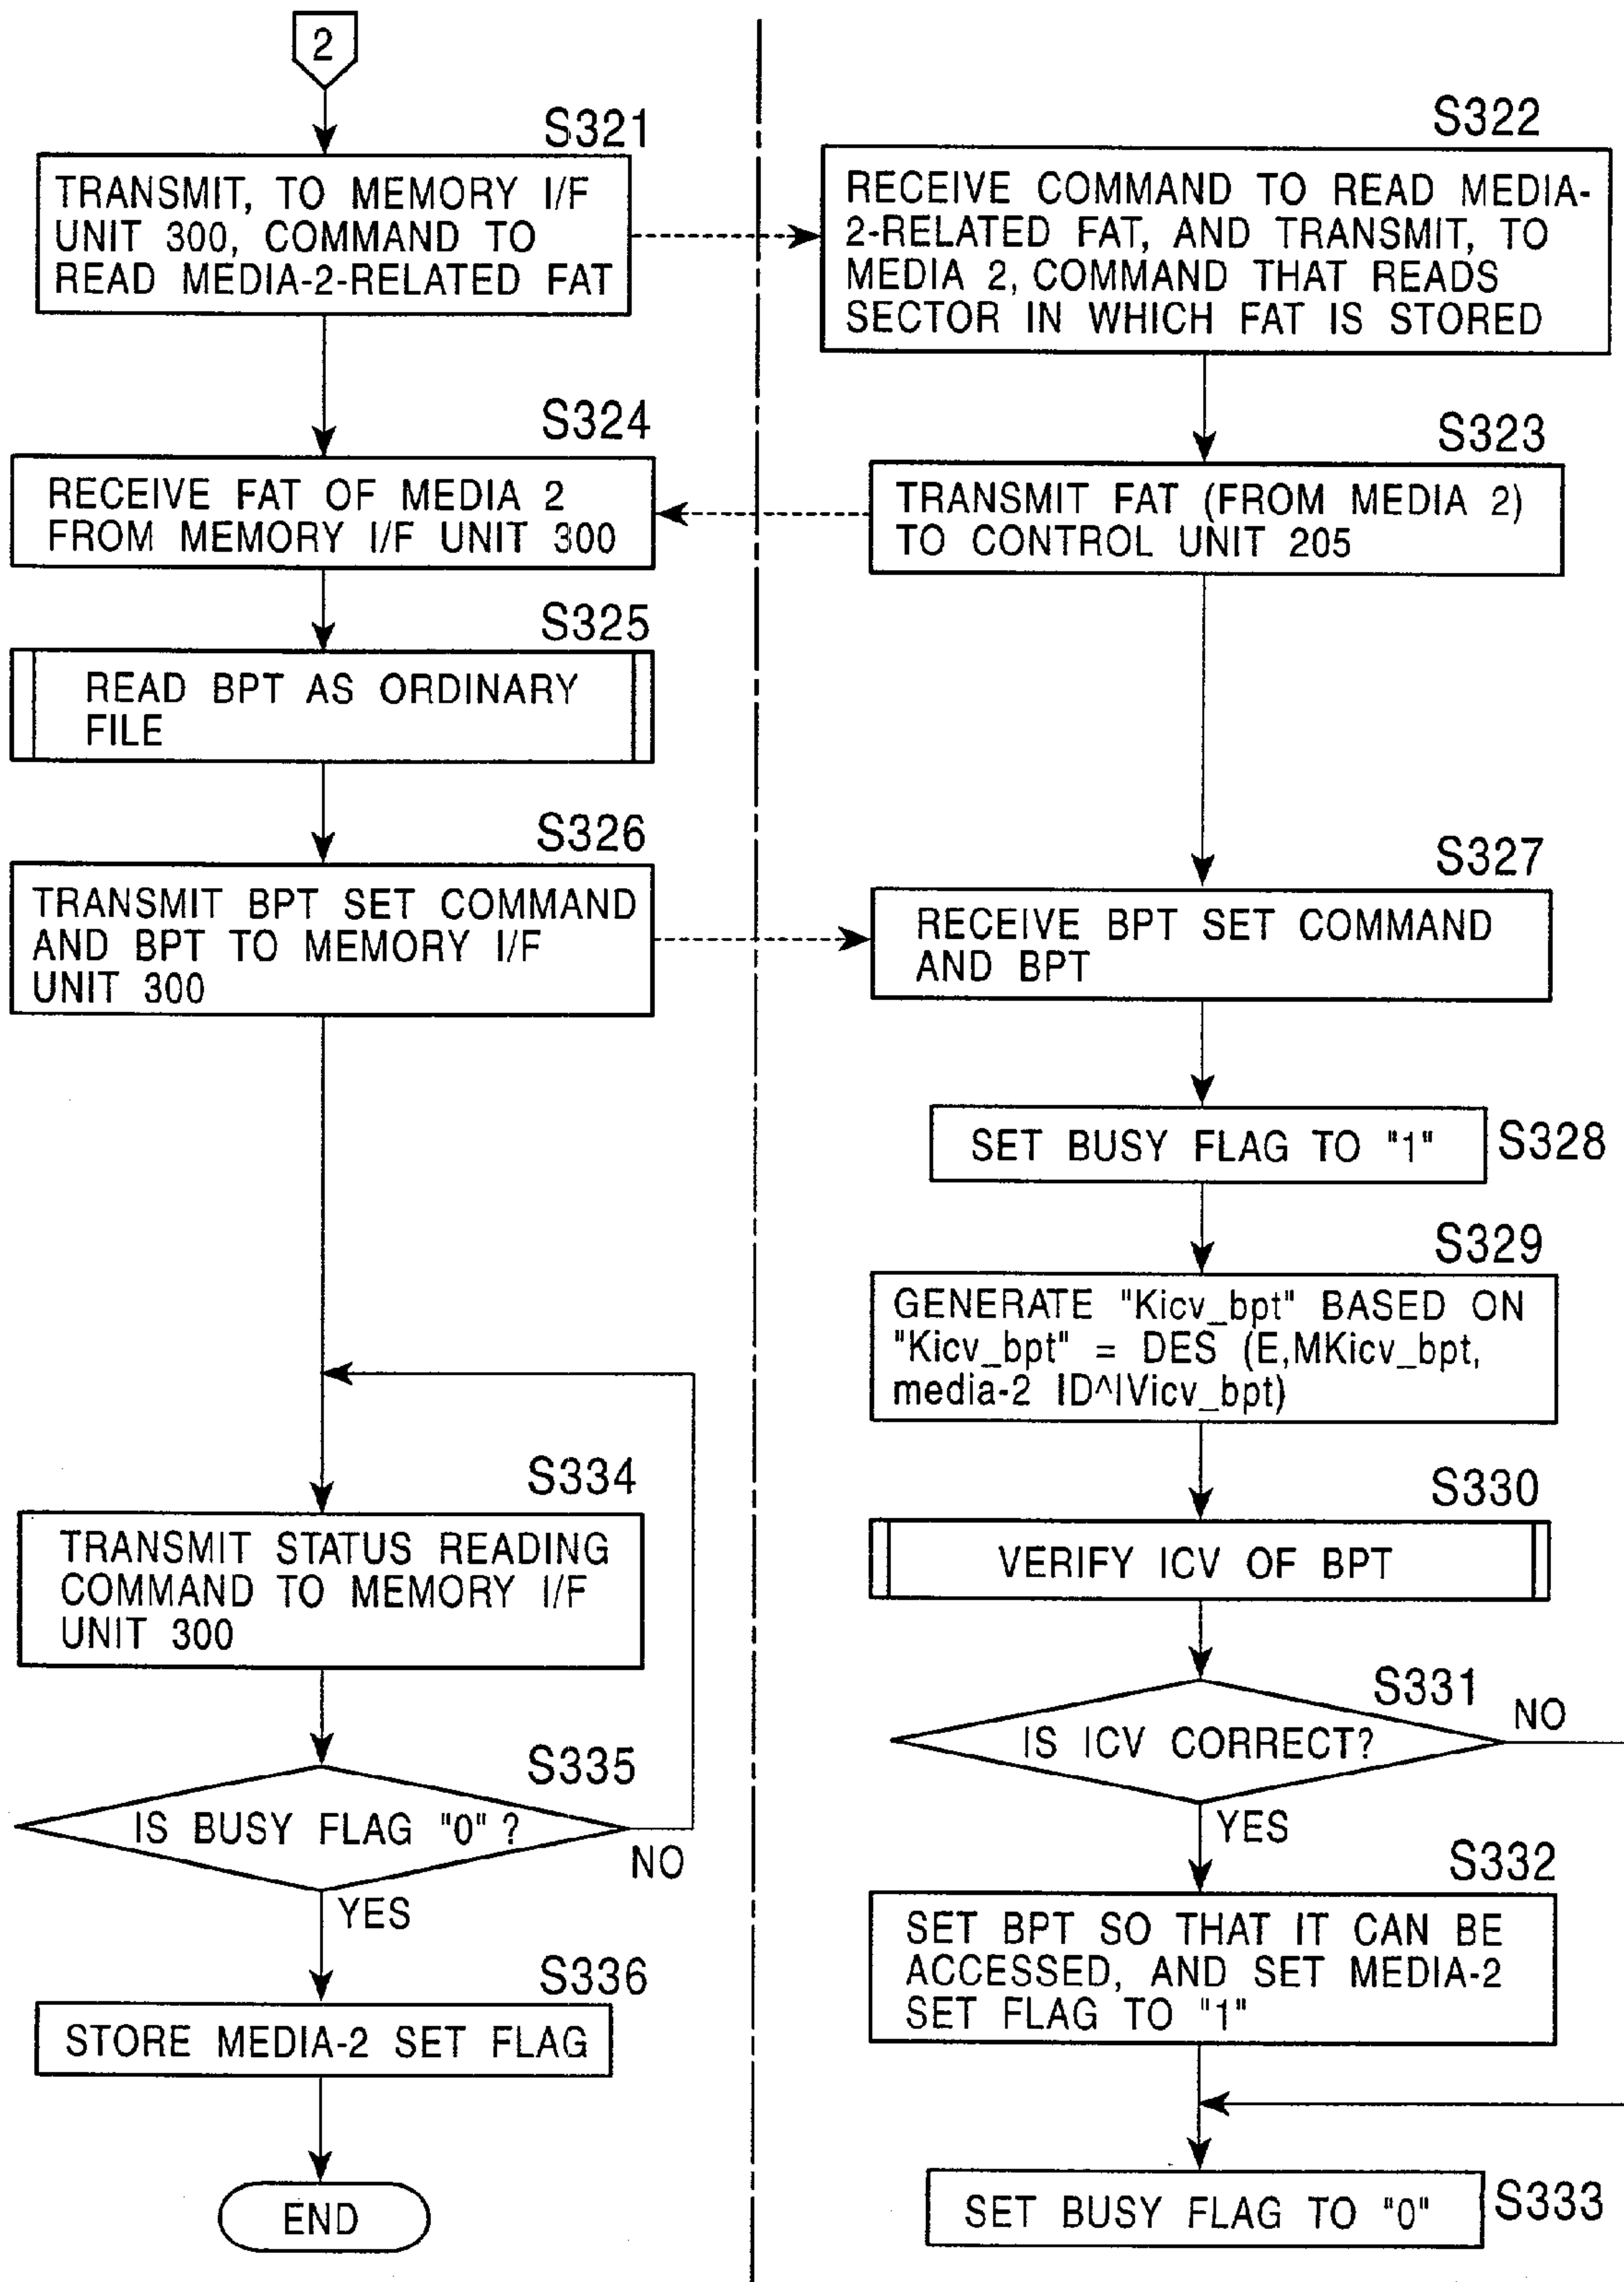 2
S321
TRANSMIT, TO MEMORY I/F
UNIT 300, COMMAND TO
READ MEDIA-2-RELATED FAT
S322
RECEIVE COMMAND TO READ MEDIA-
2-RELATED FAT, AND TRANSMIT, TO
MEDIA 2, COMMAND THAT READS
SECTOR IN WHICH FAT IS STORED
S324
RECEIVE FAT OF MEDIA 2
FROM MEMORY I/F UNIT 300
S323
TRANSMIT FAT (FROM MEDIA 2)
TO CONTROL UNIT 205
S325
READ BPT AS ORDINARY
FILE
S326
TRANSMIT BPT SET COMMAND
AND BPT TO MEMORY I/F
UNIT 300
S327
RECEIVE BPT SET COMMAND
AND BPT
SET BUSY FLAG TO "1"
S328
S329
GENERATE "Kicv_bpt" BASED ON
"Kicv_bpt" = DES (E,MKicv_bpt,
media-2 ID^IVicv_bpt)
S330
VERIFY ICV OF BPT
S334
TRANSMIT STATUS READING
COMMAND TO MEMORY I/F
UNIT 300
S331
IS ICV CORRECT?
NO
YES
S335
IS BUSY FLAG "0" ?
NO
YES
S332
SET BPT SO THAT IT CAN BE
ACCESSED, AND SET MEDIA-2
SET FLAG TO "1"
S336
STORE MEDIA-2 SET FLAG
END
SET BUSY FLAG TO "0"
S333